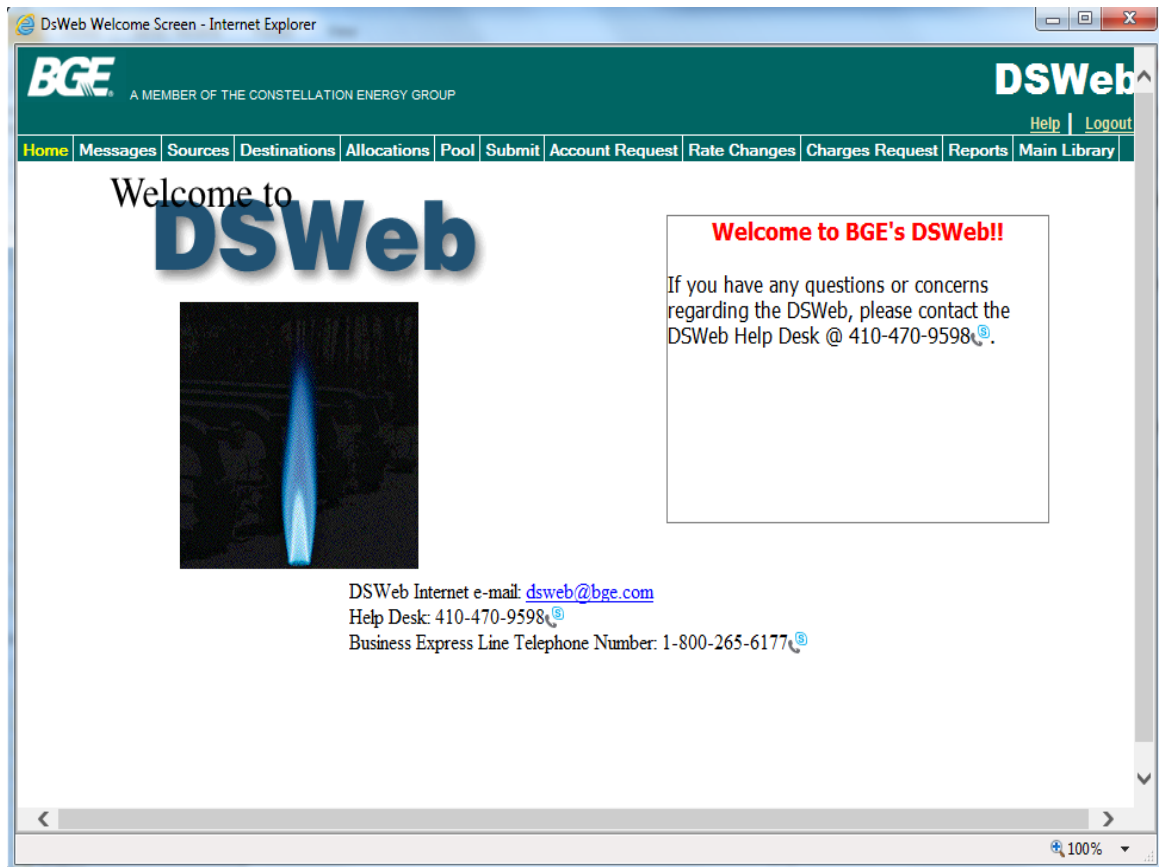 DsWeb Welcome Screen - Internet Explorer
BGE
A MEMBER OF THE CONSTELLATION ENERGY GROUP
DSWeb
Help | Logout
Home Messages Sources Destinations Allocations Pool Submit Account Request Rate Changes Charges Request Reports Main Library
Welcome to
DSWeb
Welcome to BGE's DSWeb!!
If you have any questions or concerns
regarding the DSWeb, please contact the
DSWeb Help Desk @ 410-470-9598.
DSWeb Internet e-mail: dsweb@bge.com
Help Desk: 410-470-9598
Business Express Line Telephone Number: 1-800-265-6177
100%